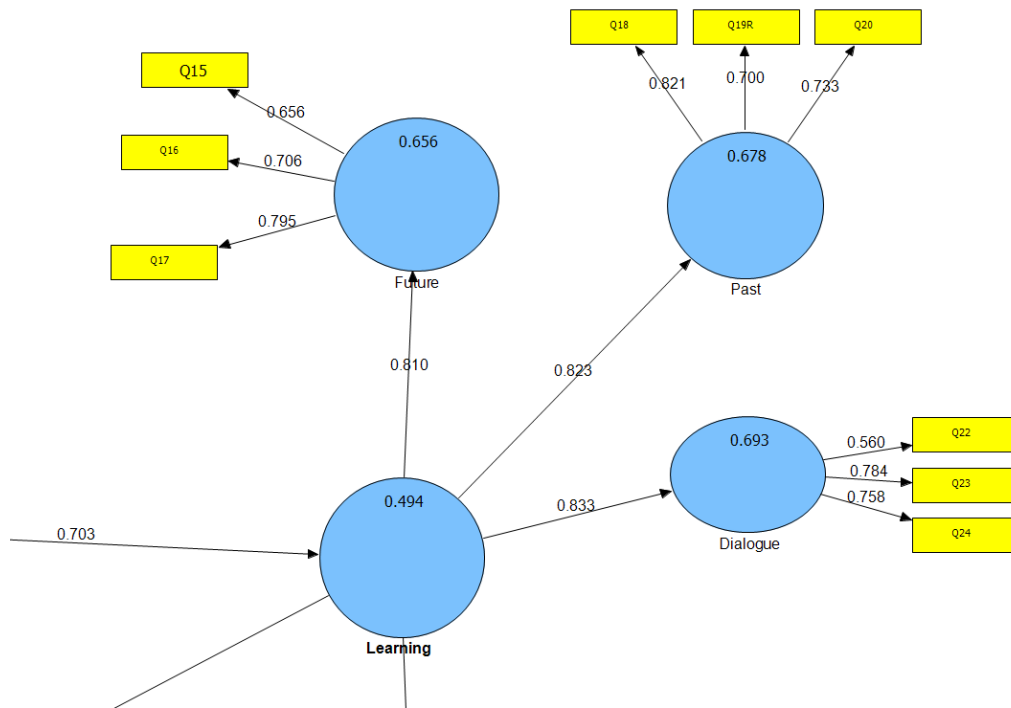 Q18
Q19R
Q20
Q15
0.821
0.700
0.733
0.656
0.656
Q16
0.706
0.678
0.795
Q17
Future
Past
0.810
0.823
0.693
0.560
Q22
0.784
Q23
0.758
Q24
0.494
0.833
0.703
Dialogue
Learning